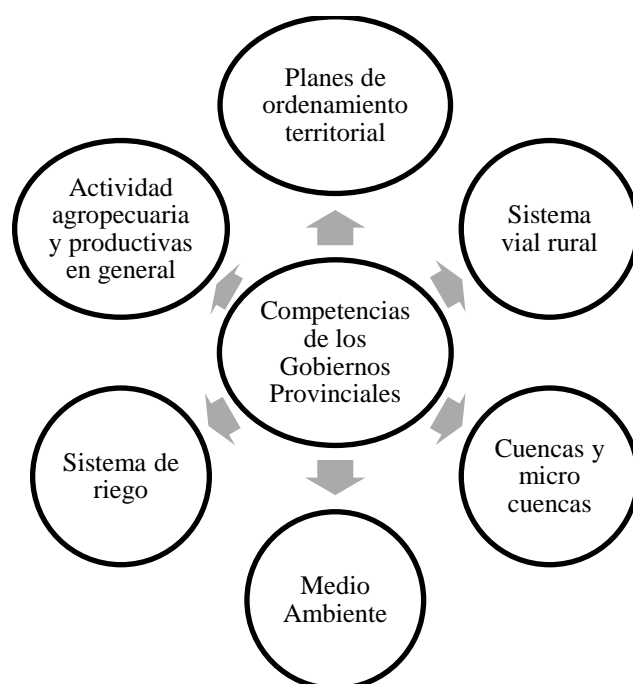 Planes de
ordenamiento
territorial
Actividad
agropecuaria
y productivas
en general
Sistema
vial rural
Competencias
de los
Gobiernos
Provinciales
Sistema de
riego
Cuencas y
micro
cuencas
Medio
Ambiente